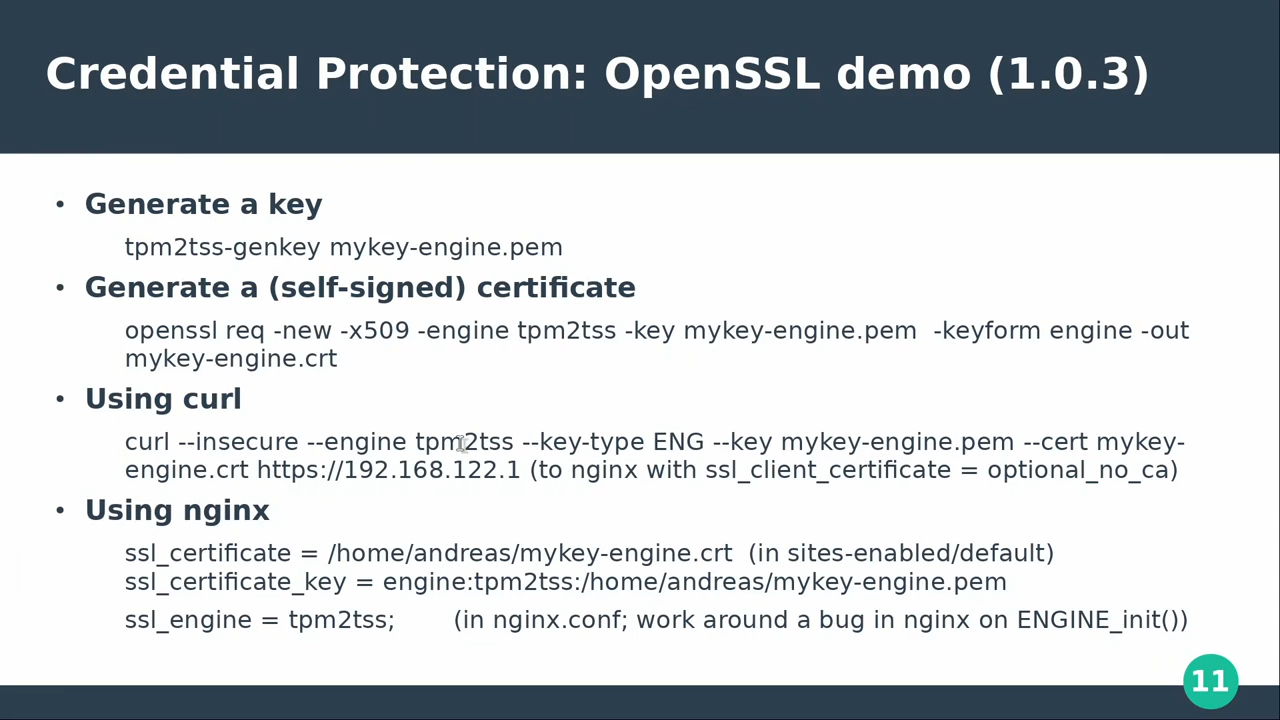 Credential Protection: OpenSSL demo (1.0.3)
• Generate a key
tpm2tss-genkey mykey-engine.pem
• Generate a (self-signed) certificate
openssl req -new -x509 -engine tpm2tss -key mykey-engine.pem  -keyform engine -out
mykey-engine.crt
• Using curl
curl --insecure --engine tpm2tss --key-type ENG --key mykey-engine.pem --cert mykey-
engine.crt https://192.168.122.1 (to nginx with ssl_client_certificate = optional_no_ca)
• Using nginx
ssl_certificate = /home/andreas/mykey-engine.crt  (in sites-enabled/default)
ssl_certificate_key = engine:tpm2tss:/home/andreas/mykey-engine.pem
ssl_engine = tpm2tss;      (in nginx.conf; work around a bug in nginx on ENGINE_init())
11